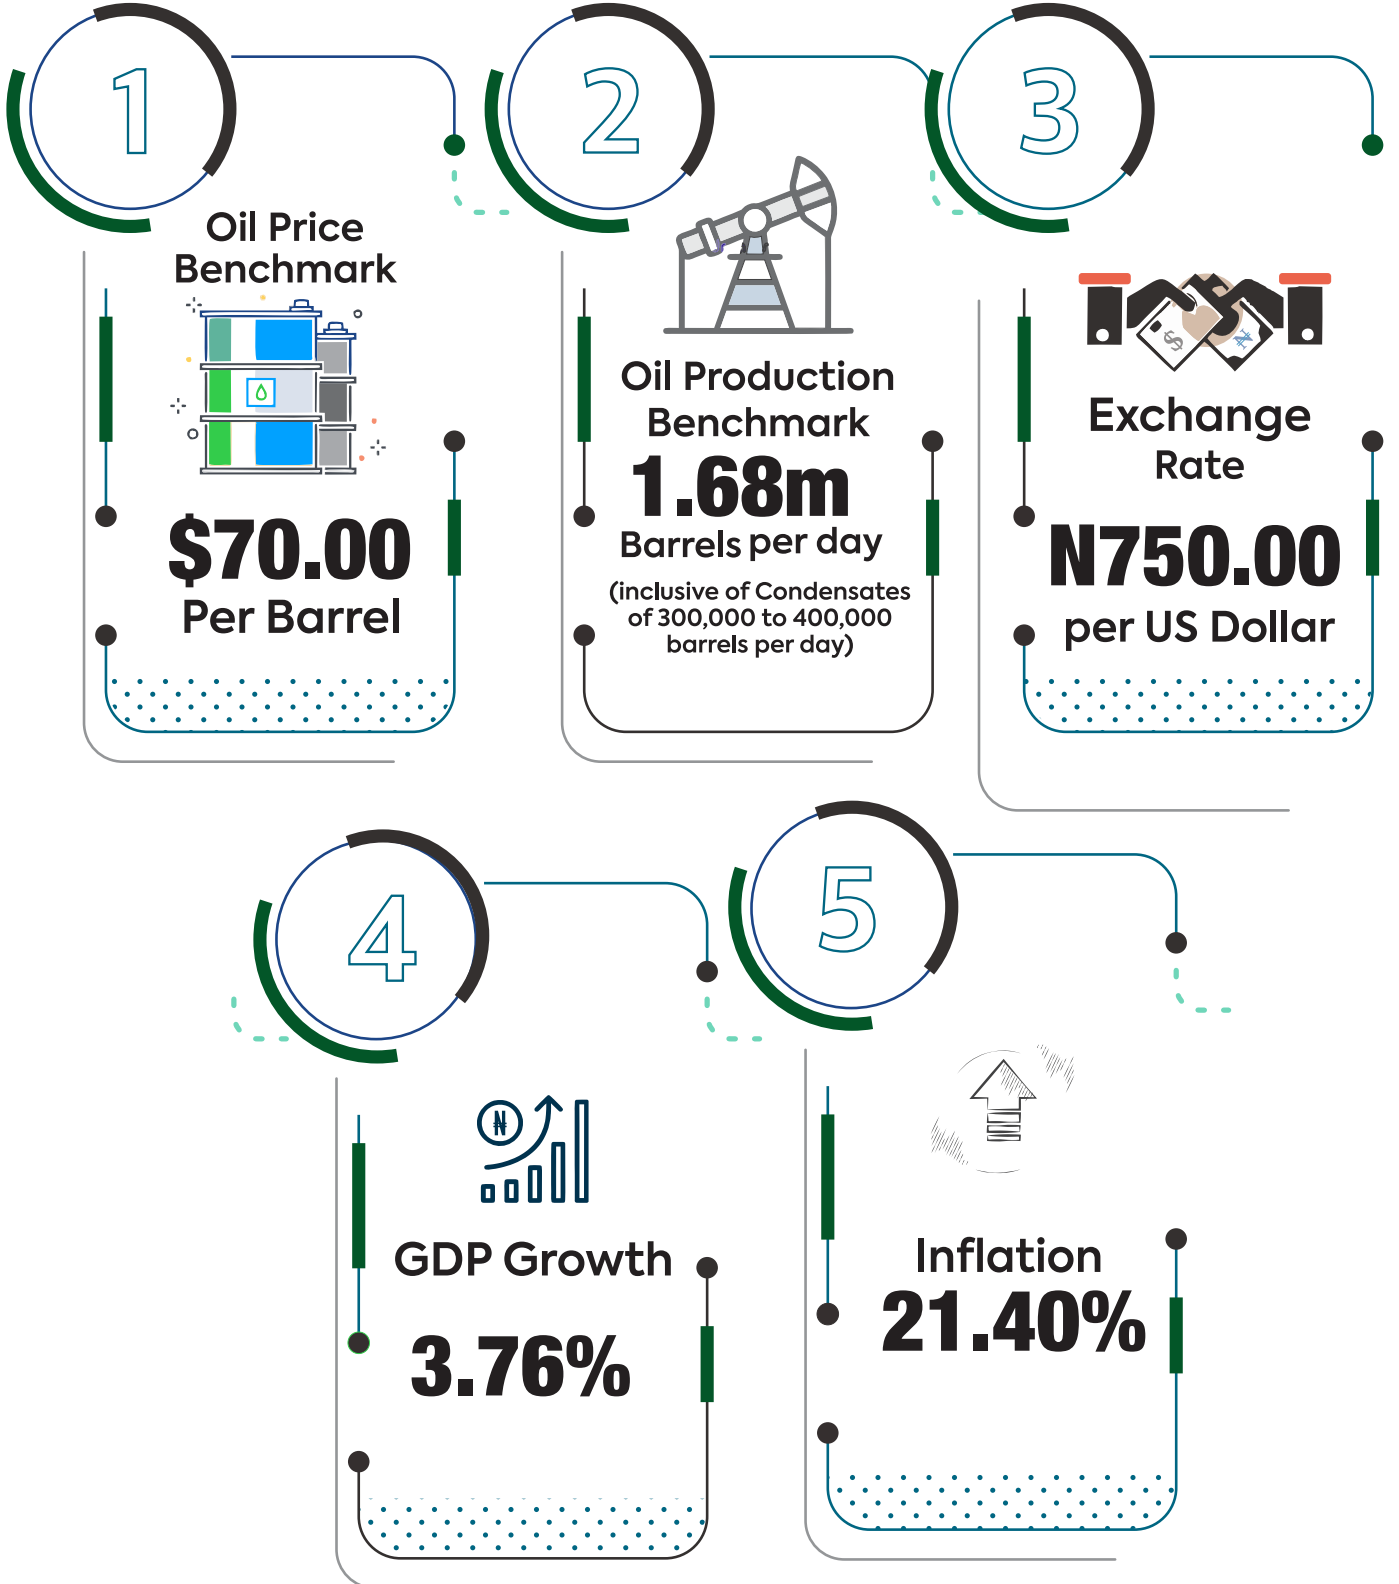 1
Oil Price
Benchmark
$70.00
Per Barrel
2
Oil Production
Benchmark
1.68m
Barrels per day
(inclusive of Condensates
of 300,000 to 400,000
barrels per day)
3
$ ₦
Exchange
Rate
N750.00
per US Dollar
4
₦
GDP Growth
3.76%
5
Inflation
21.40%